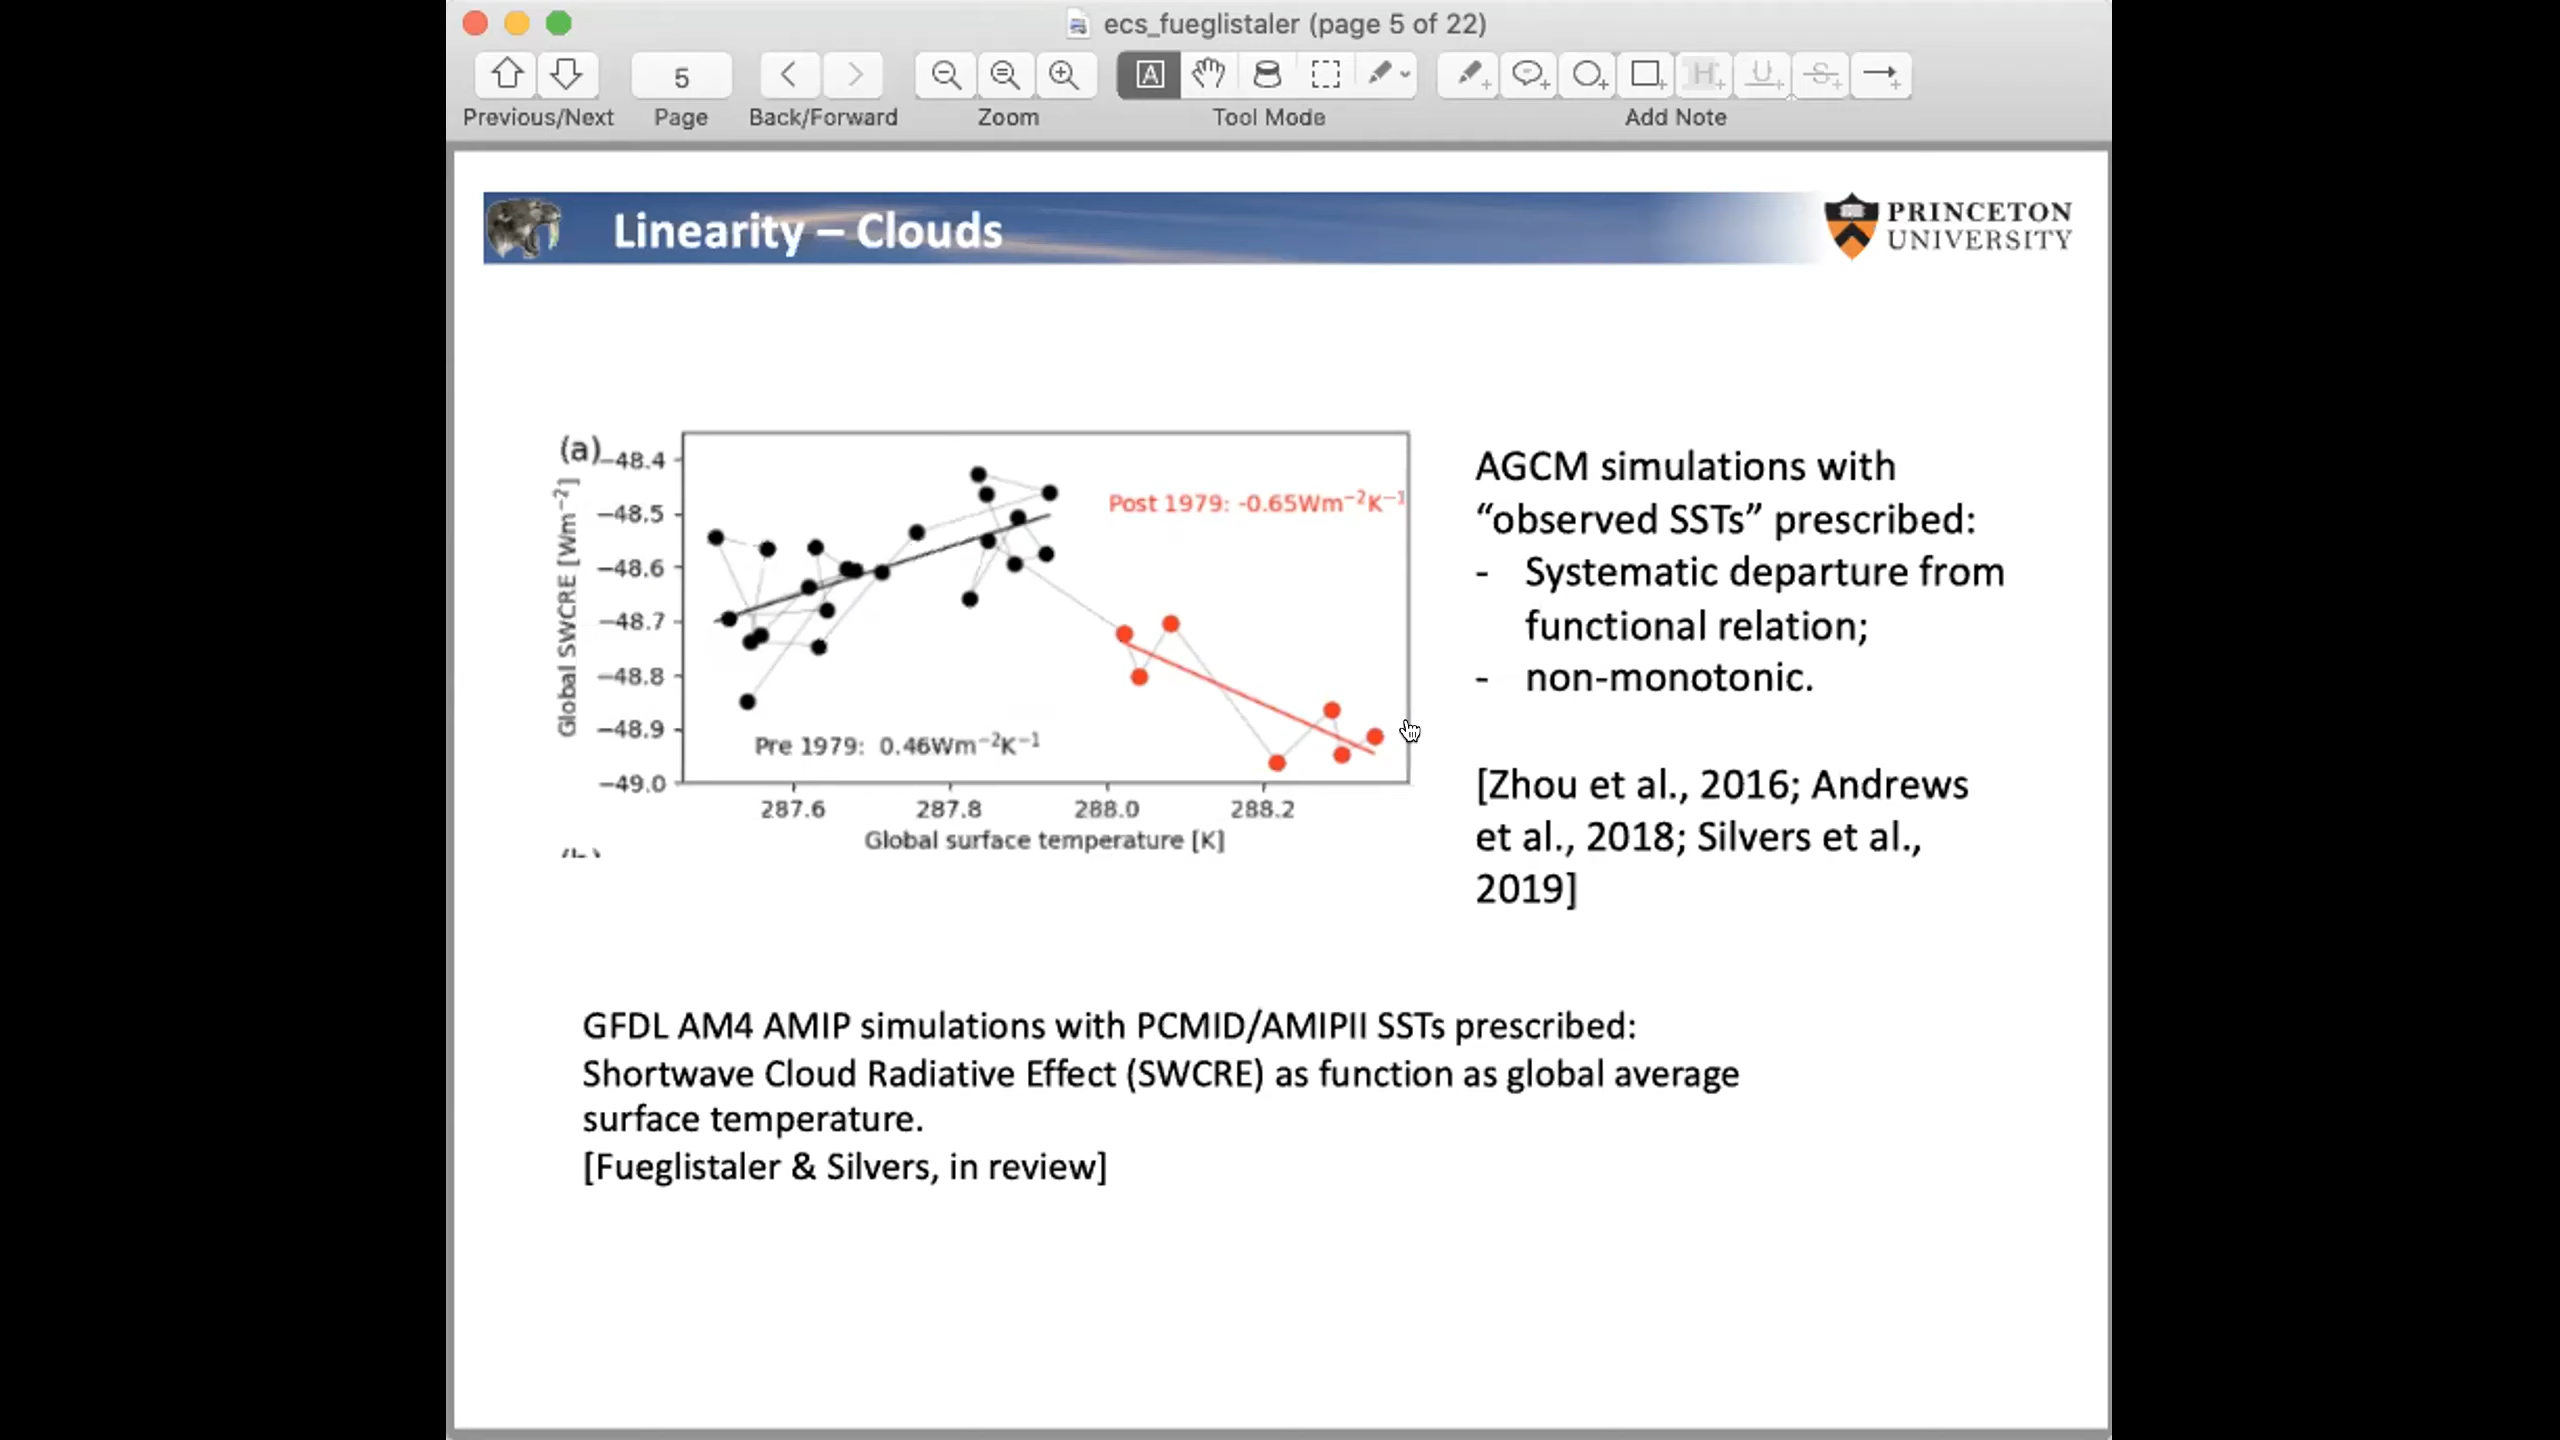 ecs_fueglistaler (page 5 of 22)
5
Previous/Next
Page
Back/Forward
Zoom
Tool Mode
Add Note
Linearity – Clouds
PRINCETON
UNIVERSITY
(a)
−48.4
−48.5
−48.6
−48.7
−48.8
−48.9
−49.0
Global SWCRE [Wm⁻²]
Post 1979: -0.65Wm⁻²K⁻¹
Pre 1979: 0.46Wm⁻²K⁻¹
287.6 287.8 288.0 288.2
Global surface temperature [K]
AGCM simulations with
“observed SSTs” prescribed:
- Systematic departure from
functional relation;
- non-monotonic.
[Zhou et al., 2016; Andrews
et al., 2018; Silvers et al.,
2019]
GFDL AM4 AMIP simulations with PCMID/AMIPII SSTs prescribed:
Shortwave Cloud Radiative Effect (SWCRE) as function as global average
surface temperature.
[Fueglistaler & Silvers, in review]